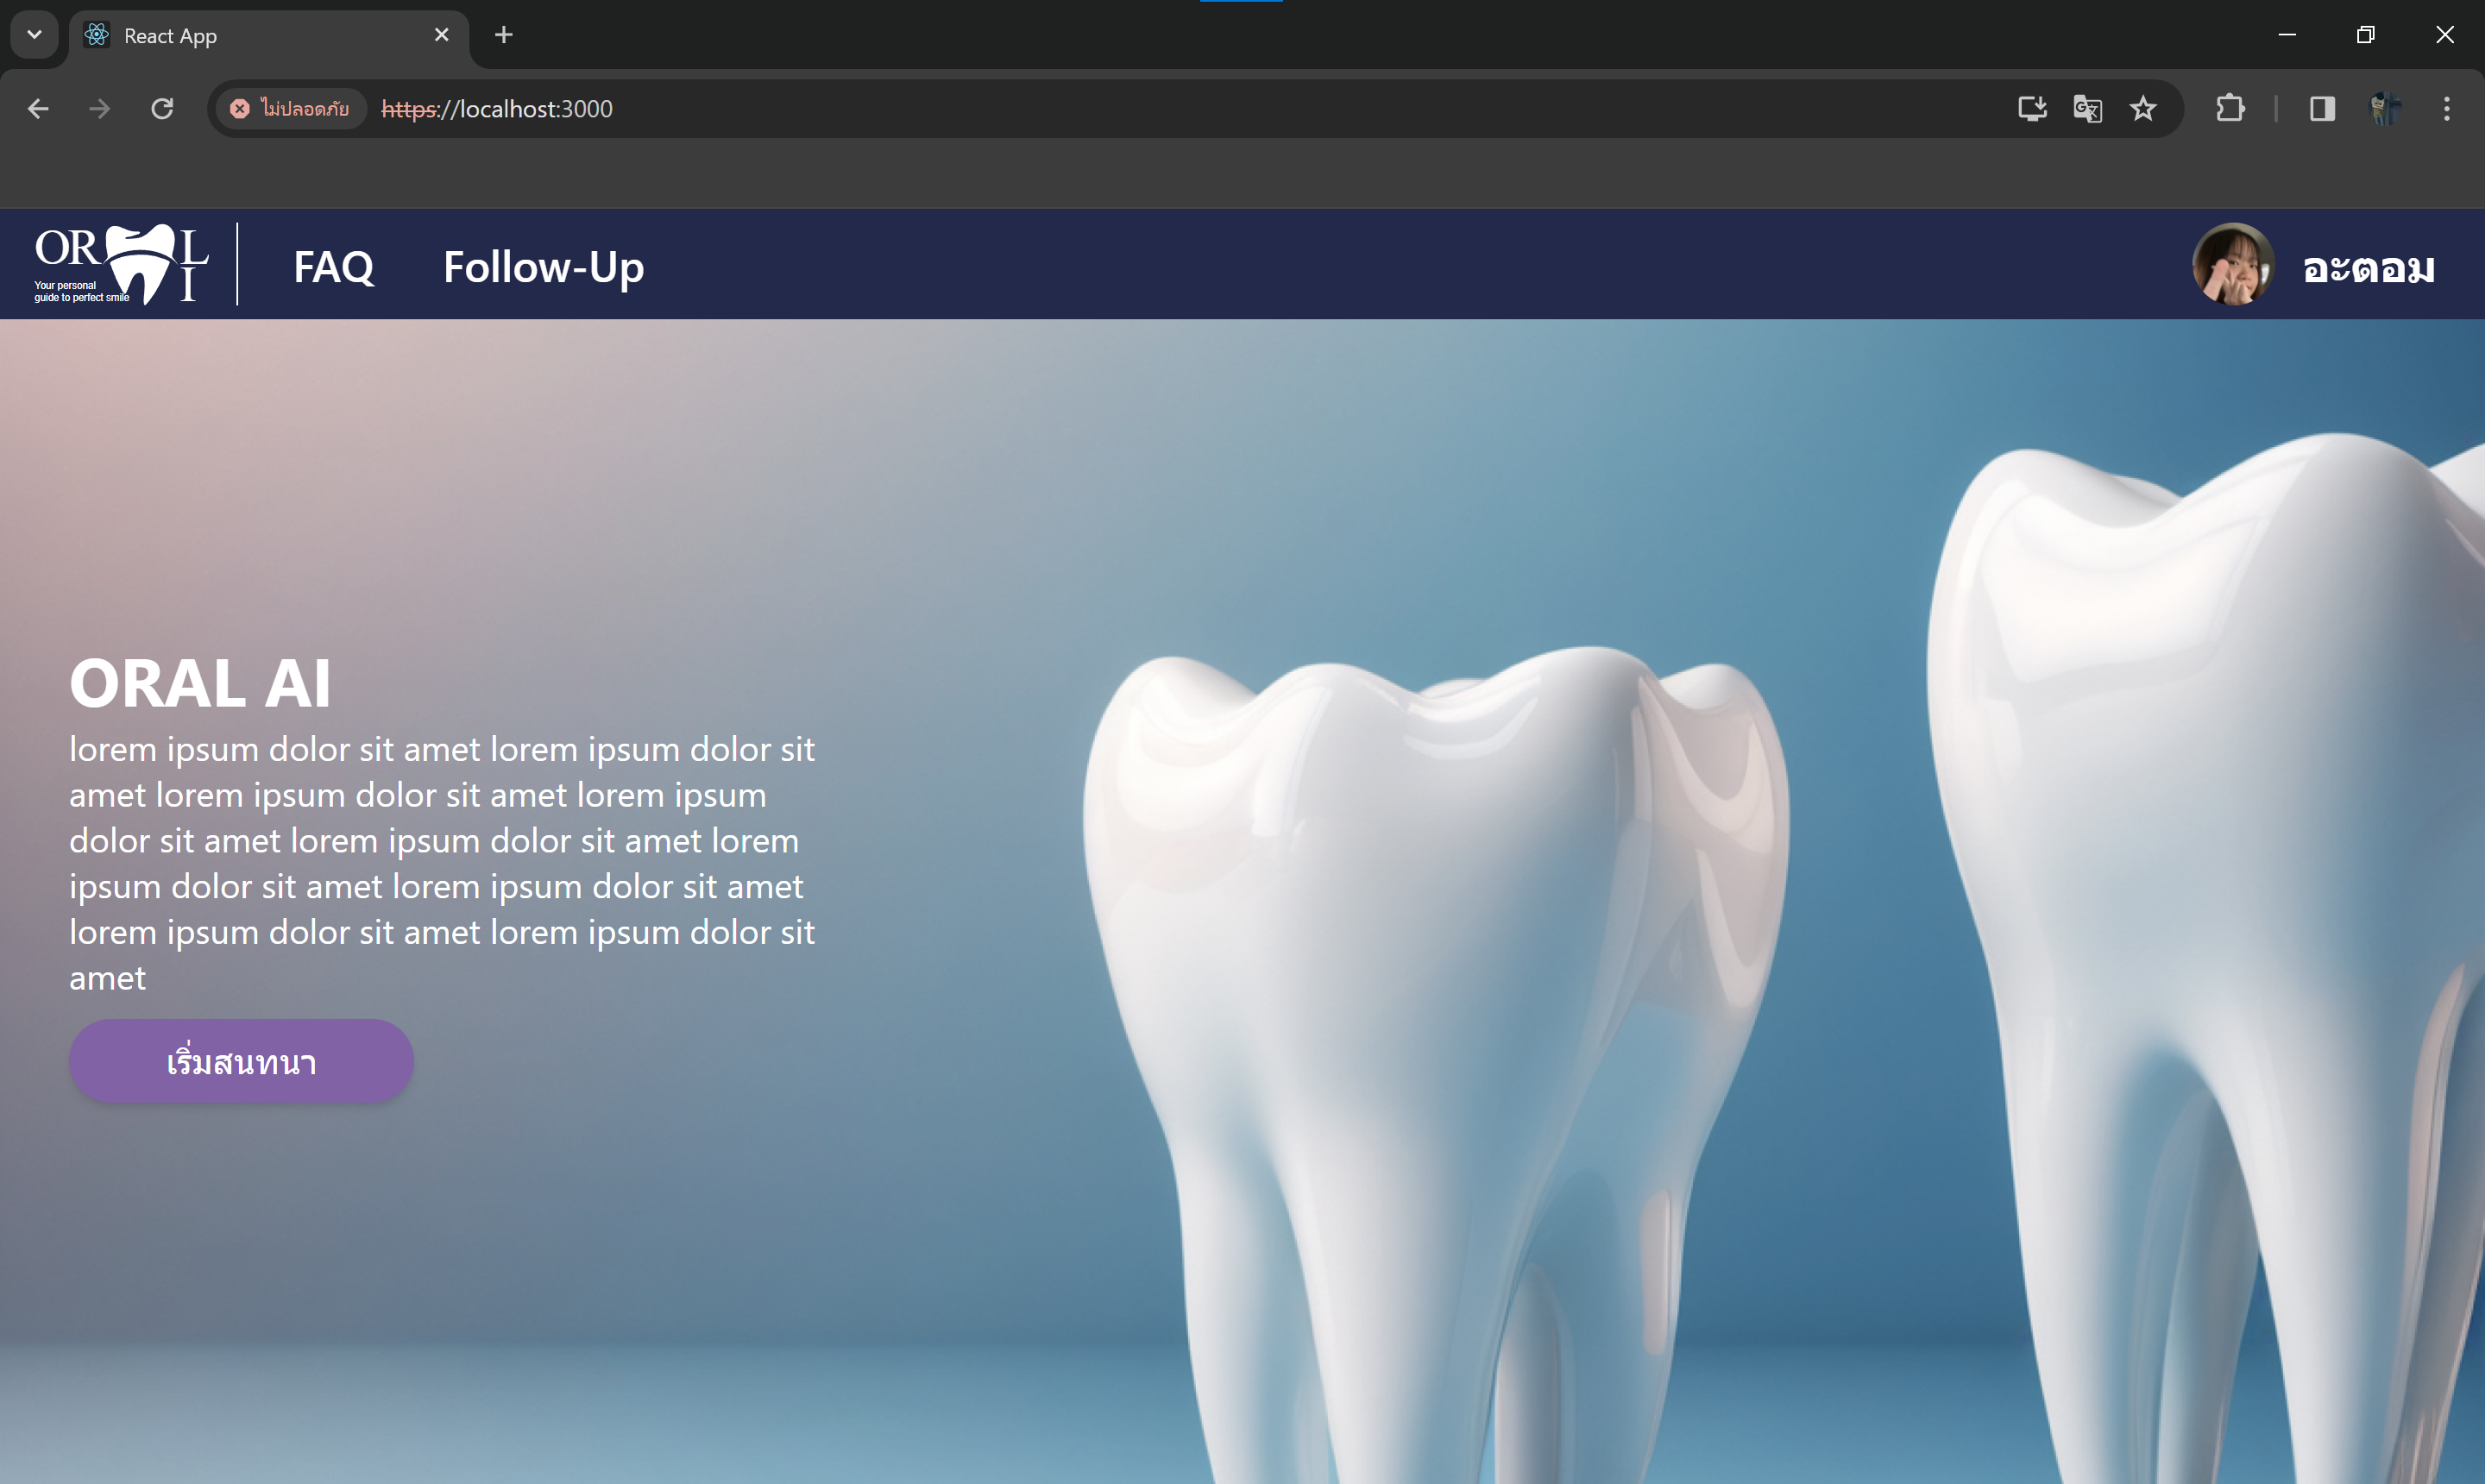 React App
ไม่ปลอดภัย https://localhost:3000
ORAL
I
Your personal
guide to perfect smile
FAQ
Follow-Up
อะตอม
ORAL AI
lorem ipsum dolor sit amet lorem ipsum dolor sit
amet lorem ipsum dolor sit amet lorem ipsum
dolor sit amet lorem ipsum dolor sit amet lorem
ipsum dolor sit amet lorem ipsum dolor sit amet
lorem ipsum dolor sit amet lorem ipsum dolor sit
amet
เริ่มสนทนา